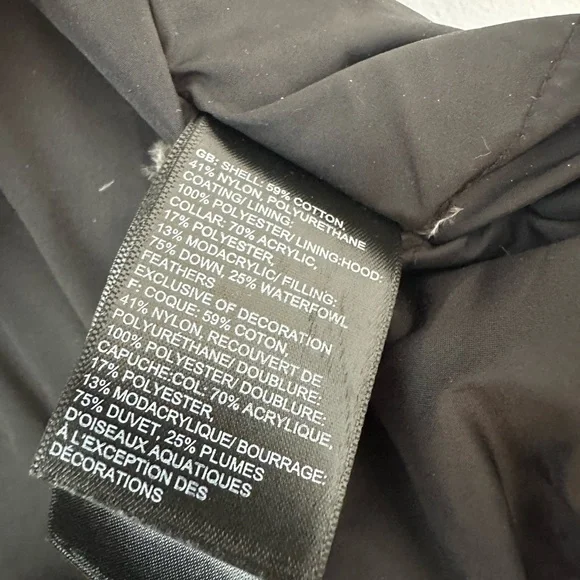 GB: SHELL: 59% COTTON,
41% NYLON, POLYURETHANE
COATING/ LINING:
100% POLYESTER/ LINING:HOOD:
COLLAR: 70% ACRYLIC,
17% POLYESTER,
13% MODACRYLIC/ FILLING:
75% DOWN, 25% WATERFOWL
FEATHERS
EXCLUSIVE OF DECORATION
F: COQUE: 59% COTON,
41% NYLON, RECOUVERT DE
POLYURÉTHANE/ DOUBLURE:
100% POLYESTER/ DOUBLURE:
CAPUCHE:COL, 70% ACRYLIQUE,
17% POLYESTER
13% MODACRYLIQUE/ BOURRAGE:
75% DUVET, 25% PLUMES
D'OISEAUX AQUATIQUES
À L'EXCEPTION DES
DÉCORATIONS